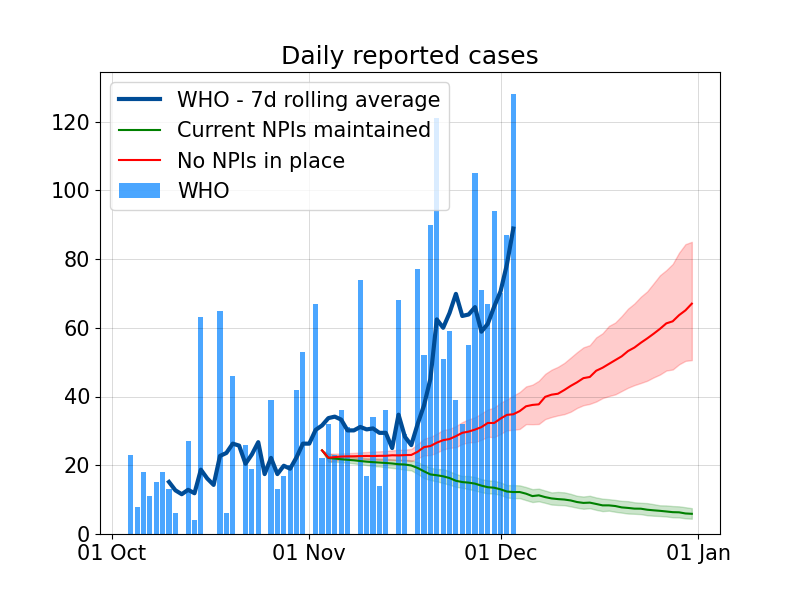 Daily reported cases
WHO - 7d rolling average
Current NPIs maintained
No NPIs in place
WHO
120
100
80
60
40
20
0
01 Oct
01 Nov
01 Dec
01 Jan